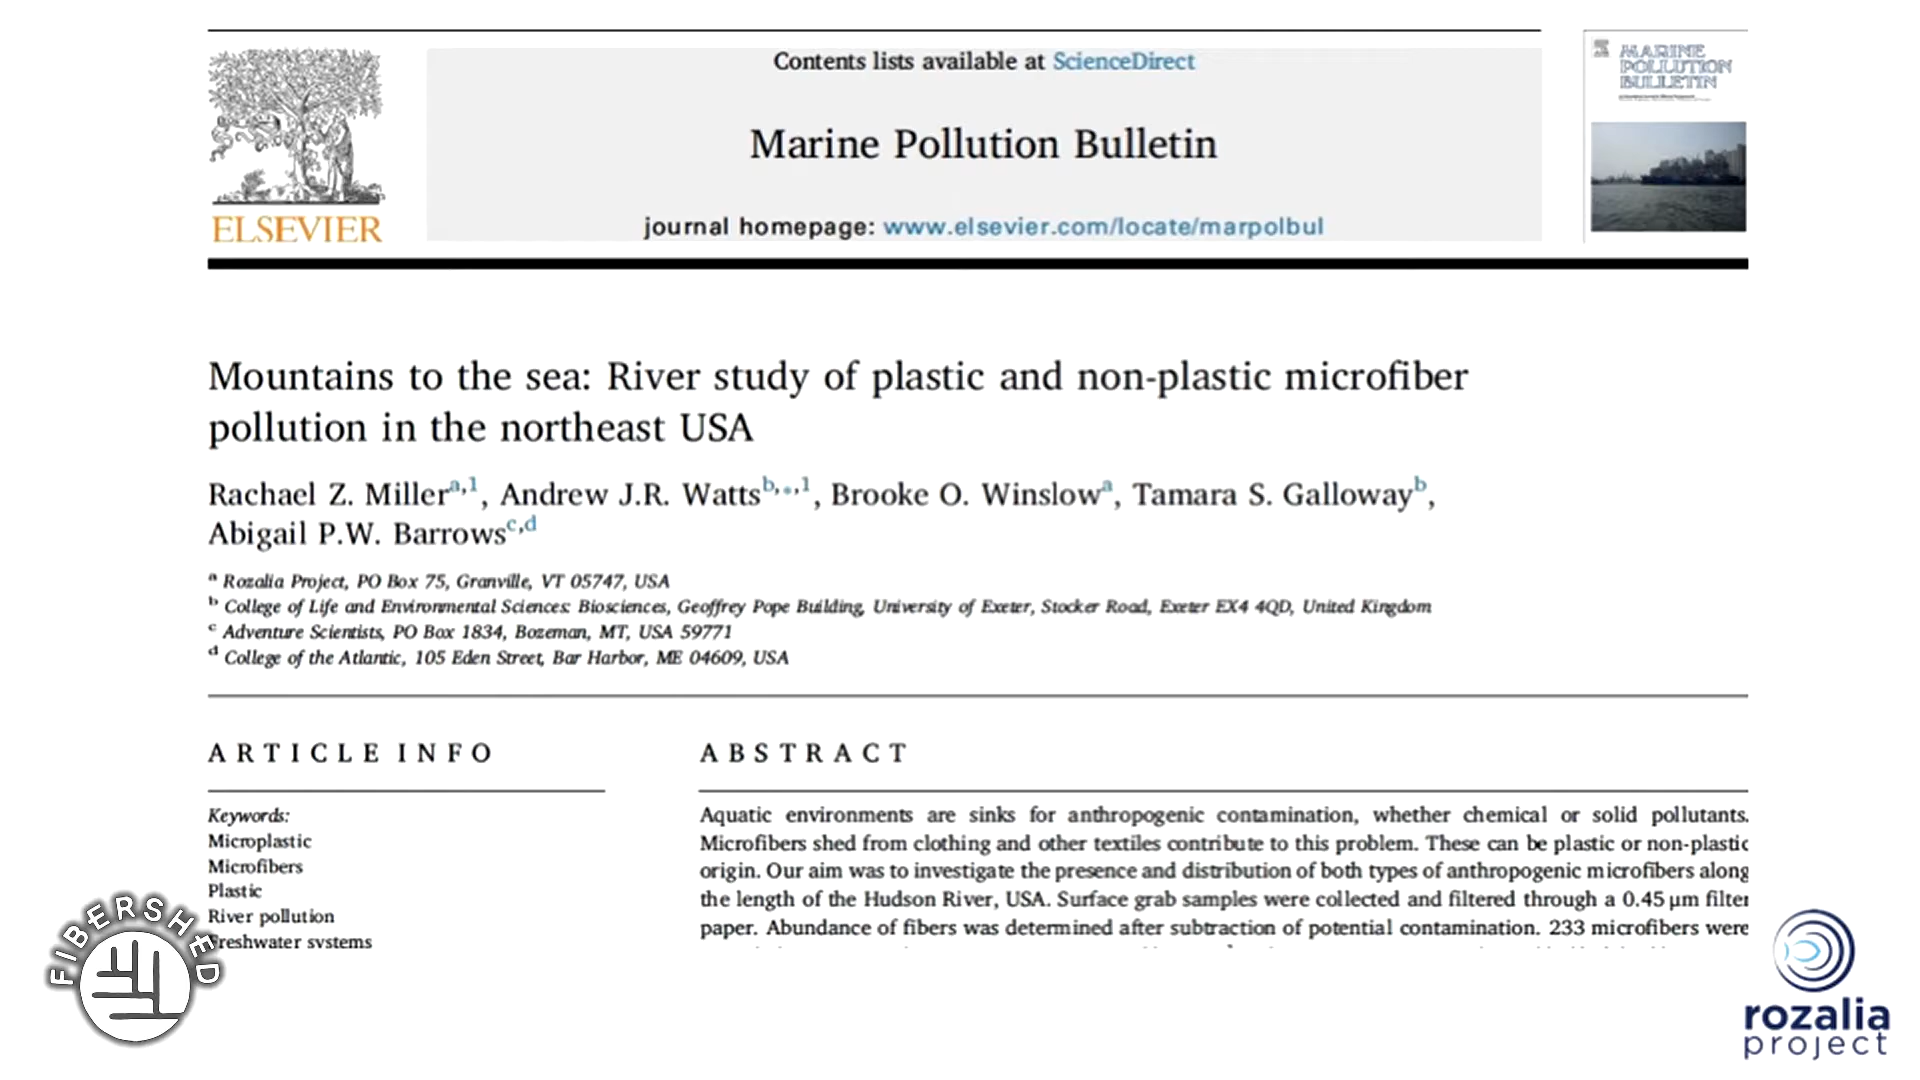 Contents lists available at ScienceDirect
MARINE
POLLUTION
BULLETIN
ELSEVIER
Marine Pollution Bulletin
journal homepage: www.elsevier.com/locate/marpolbul
Mountains to the sea: River study of plastic and non-plastic microfiber
pollution in the northeast USA
Rachael Z. Miller a,1, Andrew J.R. Watts b,*,1, Brooke O. Winslow a, Tamara S. Galloway b,
Abigail P.W. Barrows c,d
a Rozalia Project, PO Box 75, Granville, VT 05747, USA
b College of Life and Environmental Sciences: Biosciences, Geoffrey Pope Building, University of Exeter, Stocker Road, Exeter EX4 4QD, United Kingdom
c Adventure Scientists, PO Box 1834, Bozeman, MT, USA 59771
d College of the Atlantic, 105 Eden Street, Bar Harbor, ME 04609, USA
ARTICLE INFO
Keywords:
Microplastic
Microfibers
Plastic
River pollution
Freshwater systems
ABSTRACT
Aquatic environments are sinks for anthropogenic contamination, whether chemical or solid pollutants.
Microfibers shed from clothing and other textiles contribute to this problem. These can be plastic or non-plastic
origin. Our aim was to investigate the presence and distribution of both types of anthropogenic microfibers along
the length of the Hudson River, USA. Surface grab samples were collected and filtered through a 0.45 μm filter
paper. Abundance of fibers was determined after subtraction of potential contamination. 233 microfibers were
FIBERSHED
rozalia
project